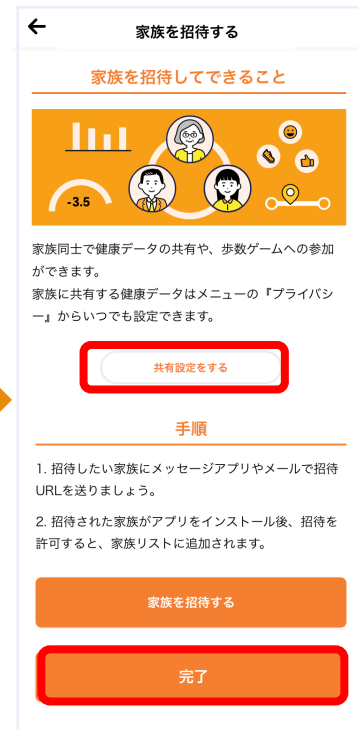 家族を招待する
家族を招待してできること
-3.5
家族同士で健康データの共有や、歩数ゲームへの参加
ができます。
家族に共有する健康データはメニューの『プライバシ
ー』からいつでも設定できます。
共有設定をする
手順
1. 招待したい家族にメッセージアプリやメールで招待
URLを送りましょう。
2. 招待された家族がアプリをインストール後、招待を
許可すると、家族リストに追加されます。
家族を招待する
完了